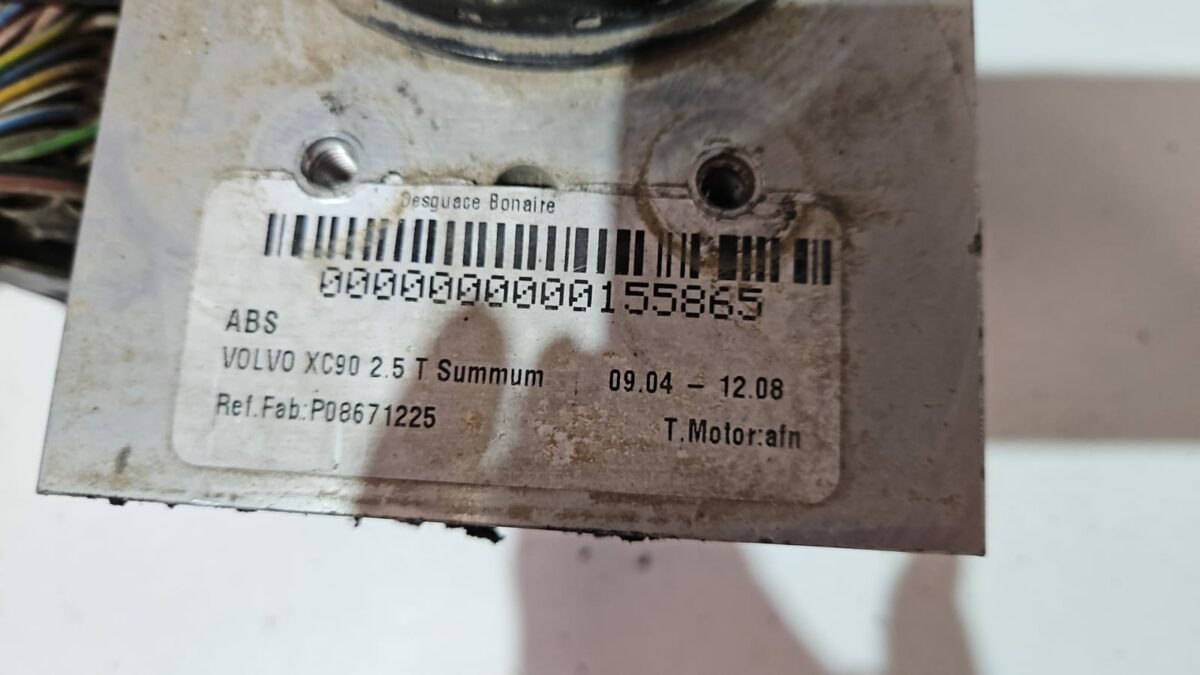 Desguace Bonaire
0000000000155865
ABS
VOLVO XC90 2.5 T Summum 09.04 - 12.08
Ref.Fab:P08671225 T.Motor:afn